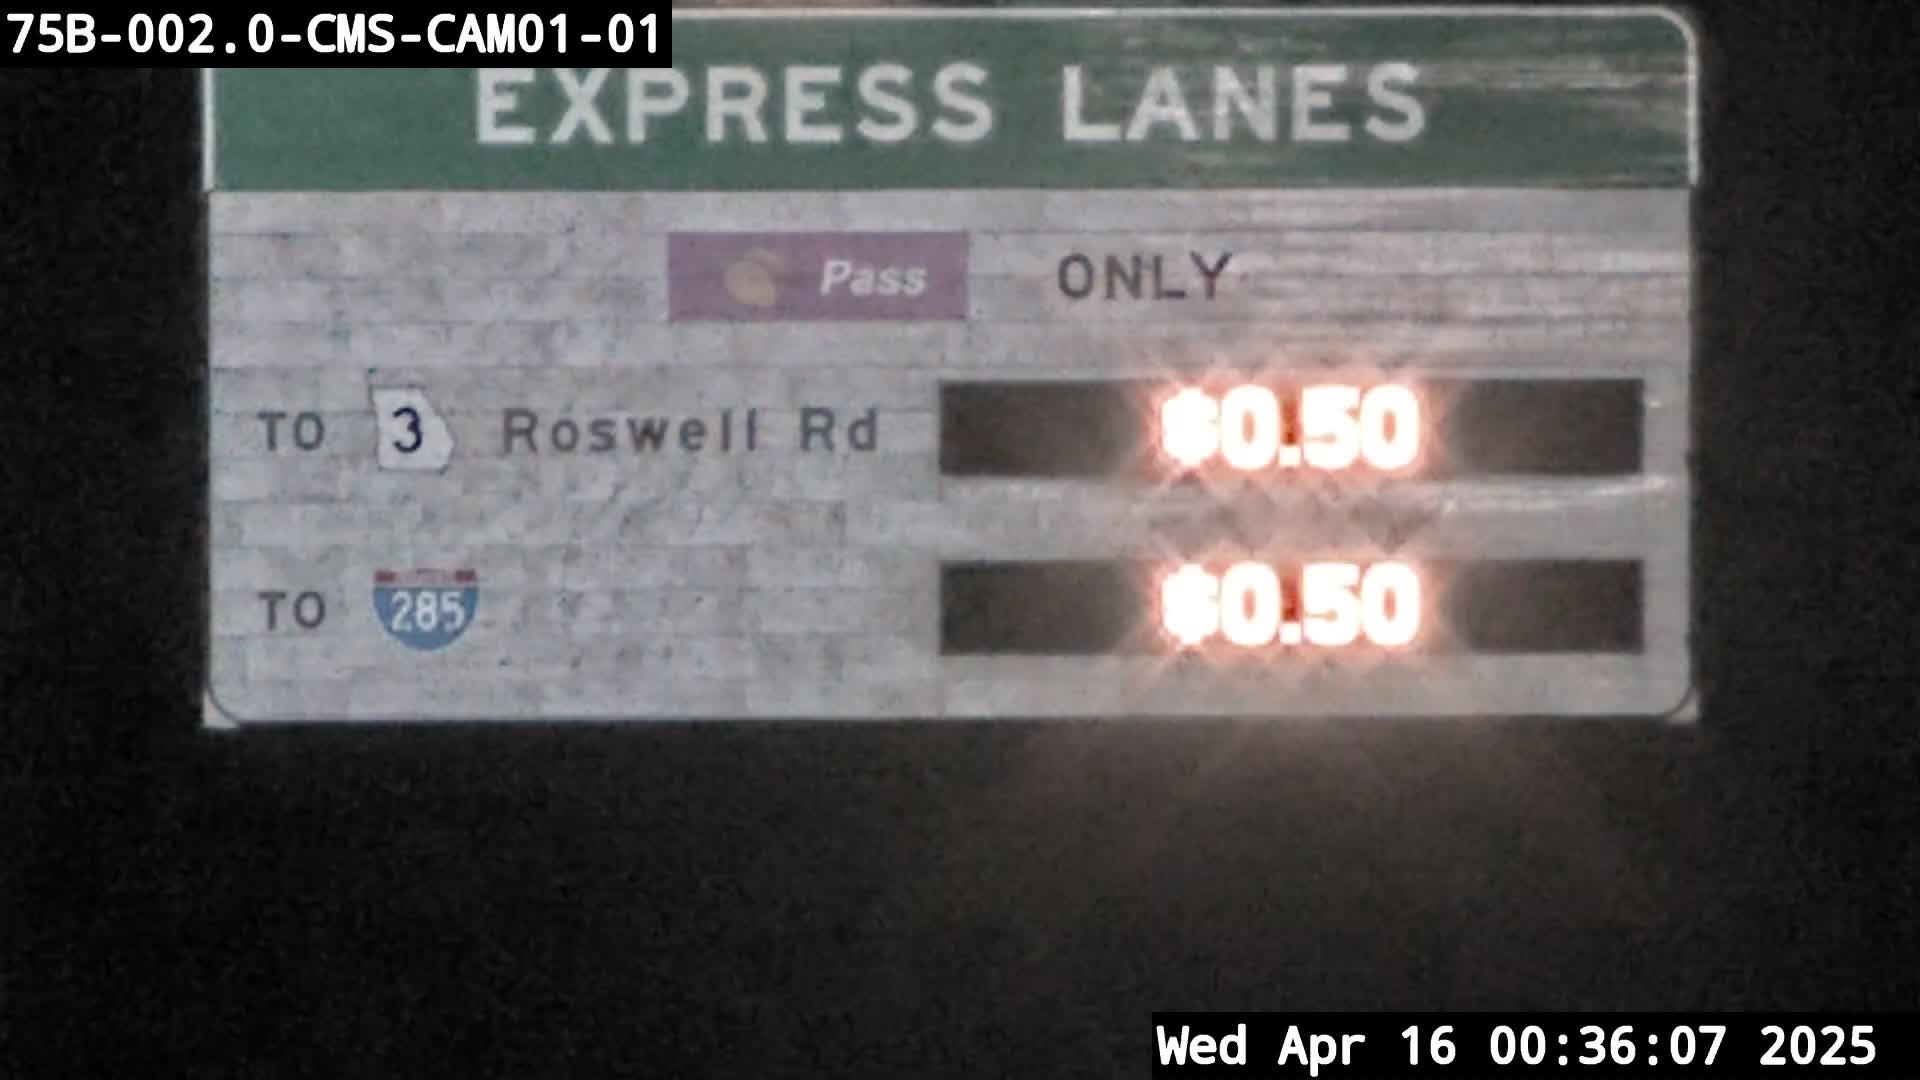 75B-002.0-CMS-CAM01-01
EXPRESS LANES
Pass ONLY
TO 3 Roswell Rd $0.50
TO 285 $0.50
Wed Apr 16 00:36:07 2025